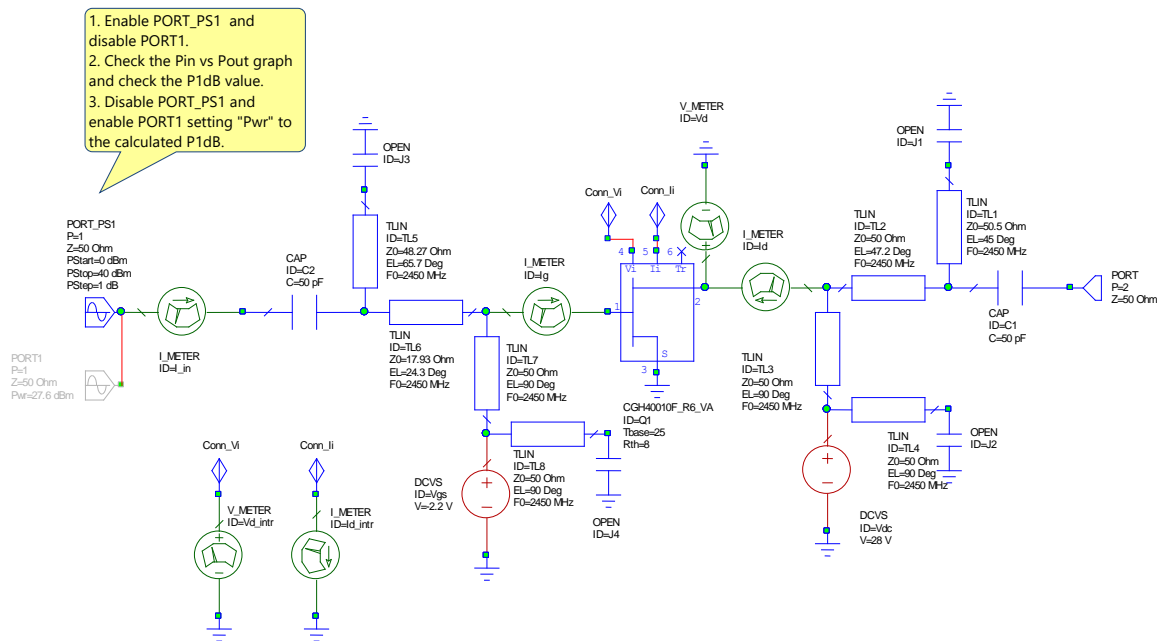 1. Enable PORT_PS1 and
disable PORT1.
2. Check the Pin vs Pout graph
and check the P1dB value.
3. Disable PORT_PS1 and
enable PORT1 setting "Pwr" to
the calculated P1dB.
PORT_PS1
P=1
Z=50 Ohm
PStart=0 dBm
PStop=40 dBm
PStep=1 dB
PORT1
P=1
Z=50 Ohm
Pwr=27.6 dBm
I_METER
ID=I_in
CAP
ID=C2
C=50 pF
OPEN
ID=J3
TLIN
ID=TL5
Z0=48.27 Ohm
EL=65.7 Deg
F0=2450 MHz
TLIN
ID=TL6
Z0=17.93 Ohm
EL=24.3 Deg
F0=2450 MHz
I_METER
ID=Ig
TLIN
ID=TL7
Z0=50 Ohm
EL=90 Deg
F0=2450 MHz
TLIN
ID=TL8
Z0=50 Ohm
EL=90 Deg
F0=2450 MHz
DCVS
ID=Vgs
V=-2.2 V
OPEN
ID=J4
Conn_Vi
Conn_Ii
4
5
6
Vi
Ii
Tr
1
2
S
3
CGH40010F_R6_VA
ID=Q1
Tbase=25
Rth=8
V_METER
ID=Vd
I_METER
ID=Id
TLIN
ID=TL2
Z0=50 Ohm
EL=47.2 Deg
F0=2450 MHz
OPEN
ID=J1
TLIN
ID=TL1
Z0=50.5 Ohm
EL=45 Deg
F0=2450 MHz
CAP
ID=C1
C=50 pF
PORT
P=2
Z=50 Ohm
TLIN
ID=TL3
Z0=50 Ohm
EL=90 Deg
F0=2450 MHz
TLIN
ID=TL4
Z0=50 Ohm
EL=90 Deg
F0=2450 MHz
OPEN
ID=J2
DCVS
ID=Vdc
V=28 V
Conn_Vi
V_METER
ID=Vd_intr
Conn_Ii
I_METER
ID=Id_intr